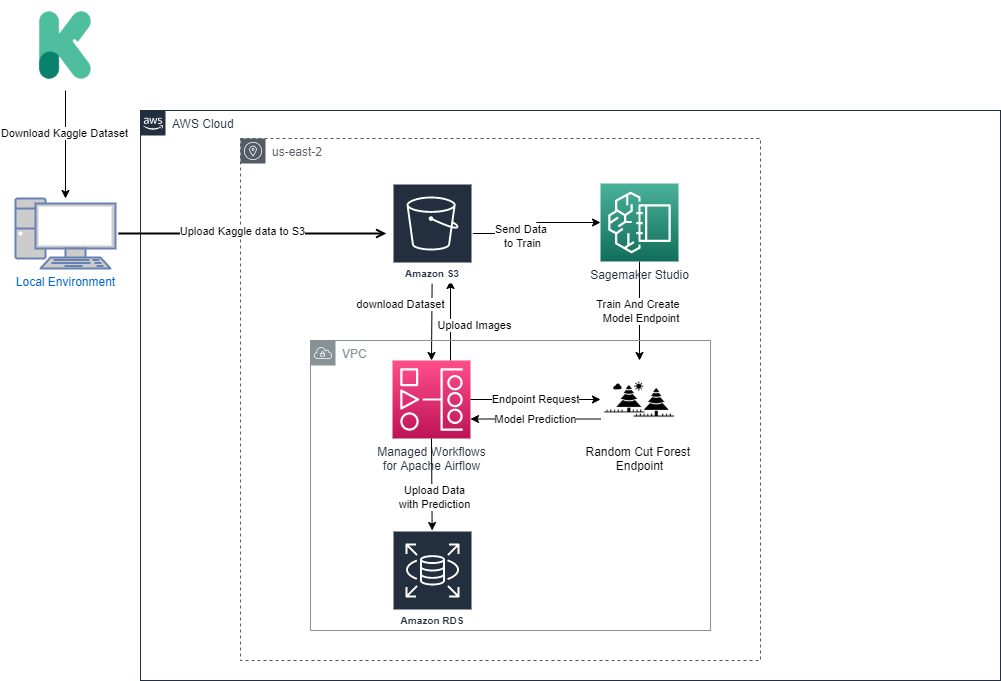 Download Kaggle Dataset
aws
AWS Cloud
us-east-2
Local Environment
Upload Kaggle data to S3
Amazon S3
Send Data
to Train
Sagemaker Studio
download Dataset
Upload Images
Train And Create
Model Endpoint
VPC
Endpoint Request
Model Prediction
Managed Workflows
for Apache Airflow
Random Cut Forest
Endpoint
Upload Data
with Prediction
Amazon RDS